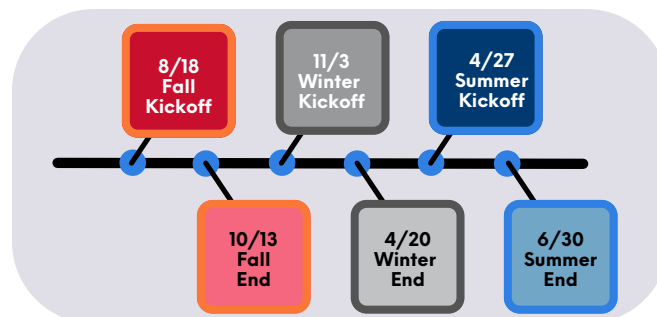 8/18
Fall
Kickoff
11/3
Winter
Kickoff
4/27
Summer
Kickoff
10/13
Fall
End
4/20
Winter
End
6/30
Summer
End